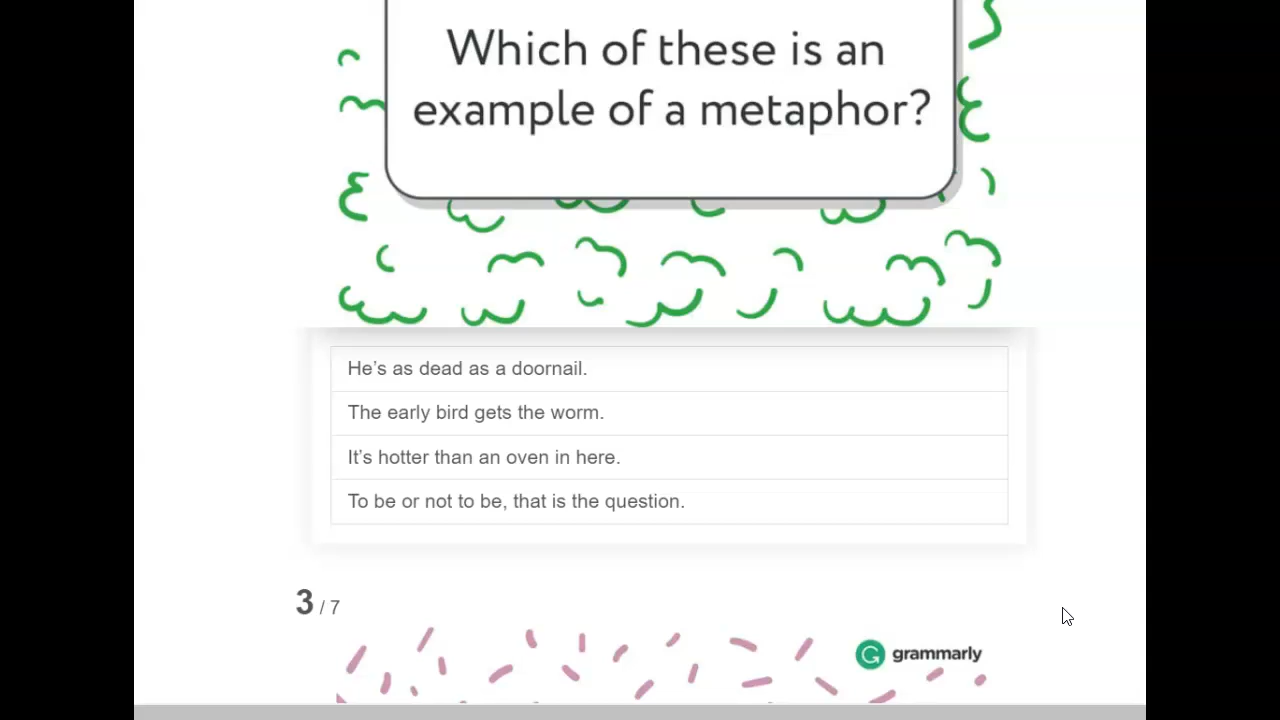 Which of these is an
example of a metaphor?
He’s as dead as a doornail.
The early bird gets the worm.
It’s hotter than an oven in here.
To be or not to be, that is the question.
3 / 7
grammarly